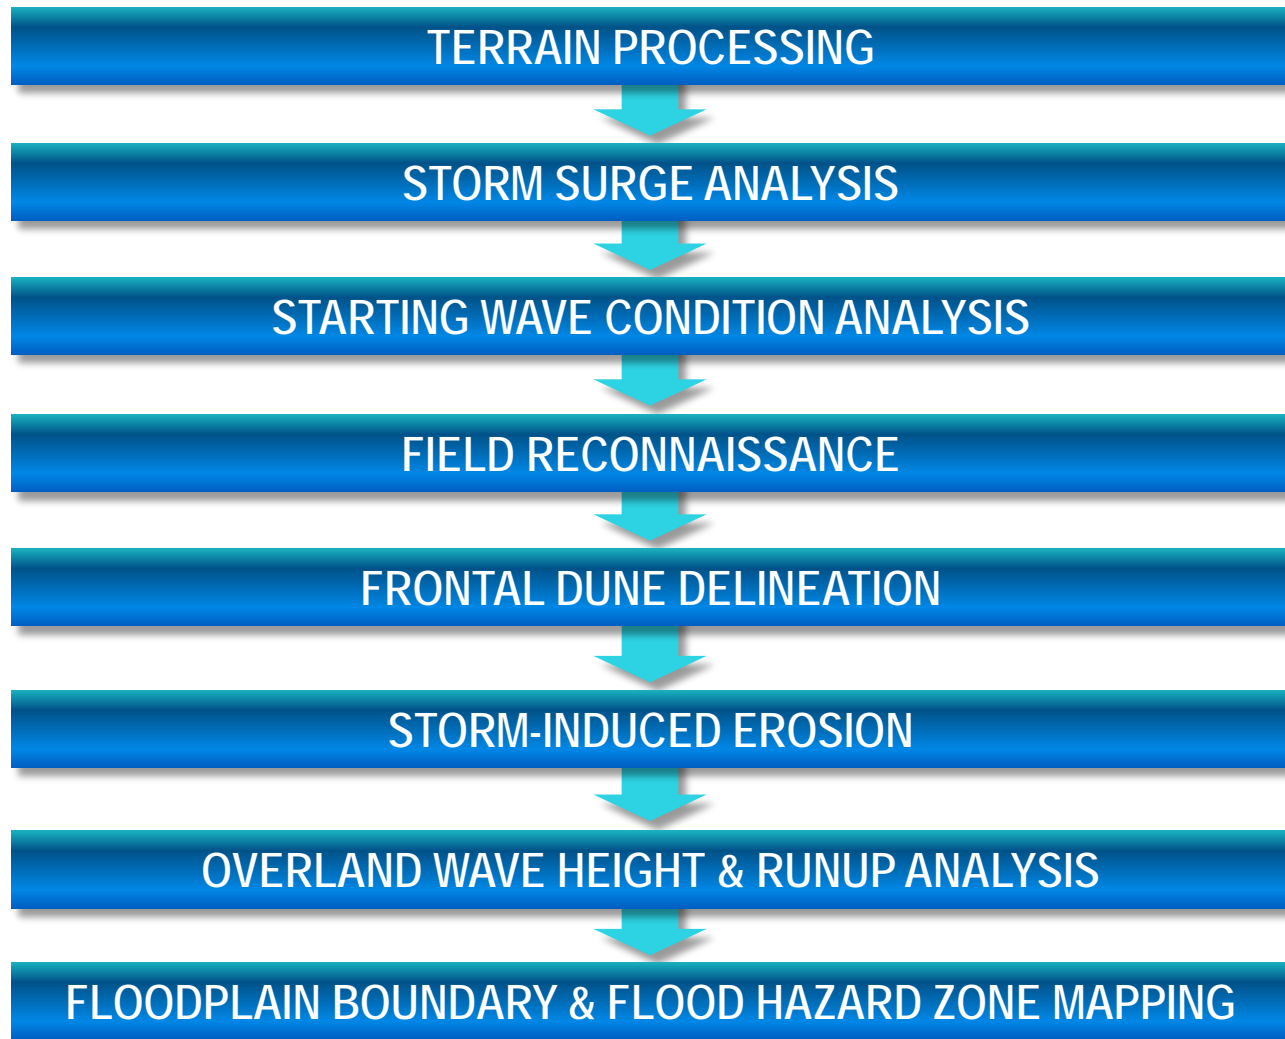 TERRAIN PROCESSING
STORM SURGE ANALYSIS
STARTING WAVE CONDITION ANALYSIS
FIELD RECONNAISSANCE
FRONTAL DUNE DELINEATION
STORM-INDUCED EROSION
OVERLAND WAVE HEIGHT & RUNUP ANALYSIS
FLOODPLAIN BOUNDARY & FLOOD HAZARD ZONE MAPPING